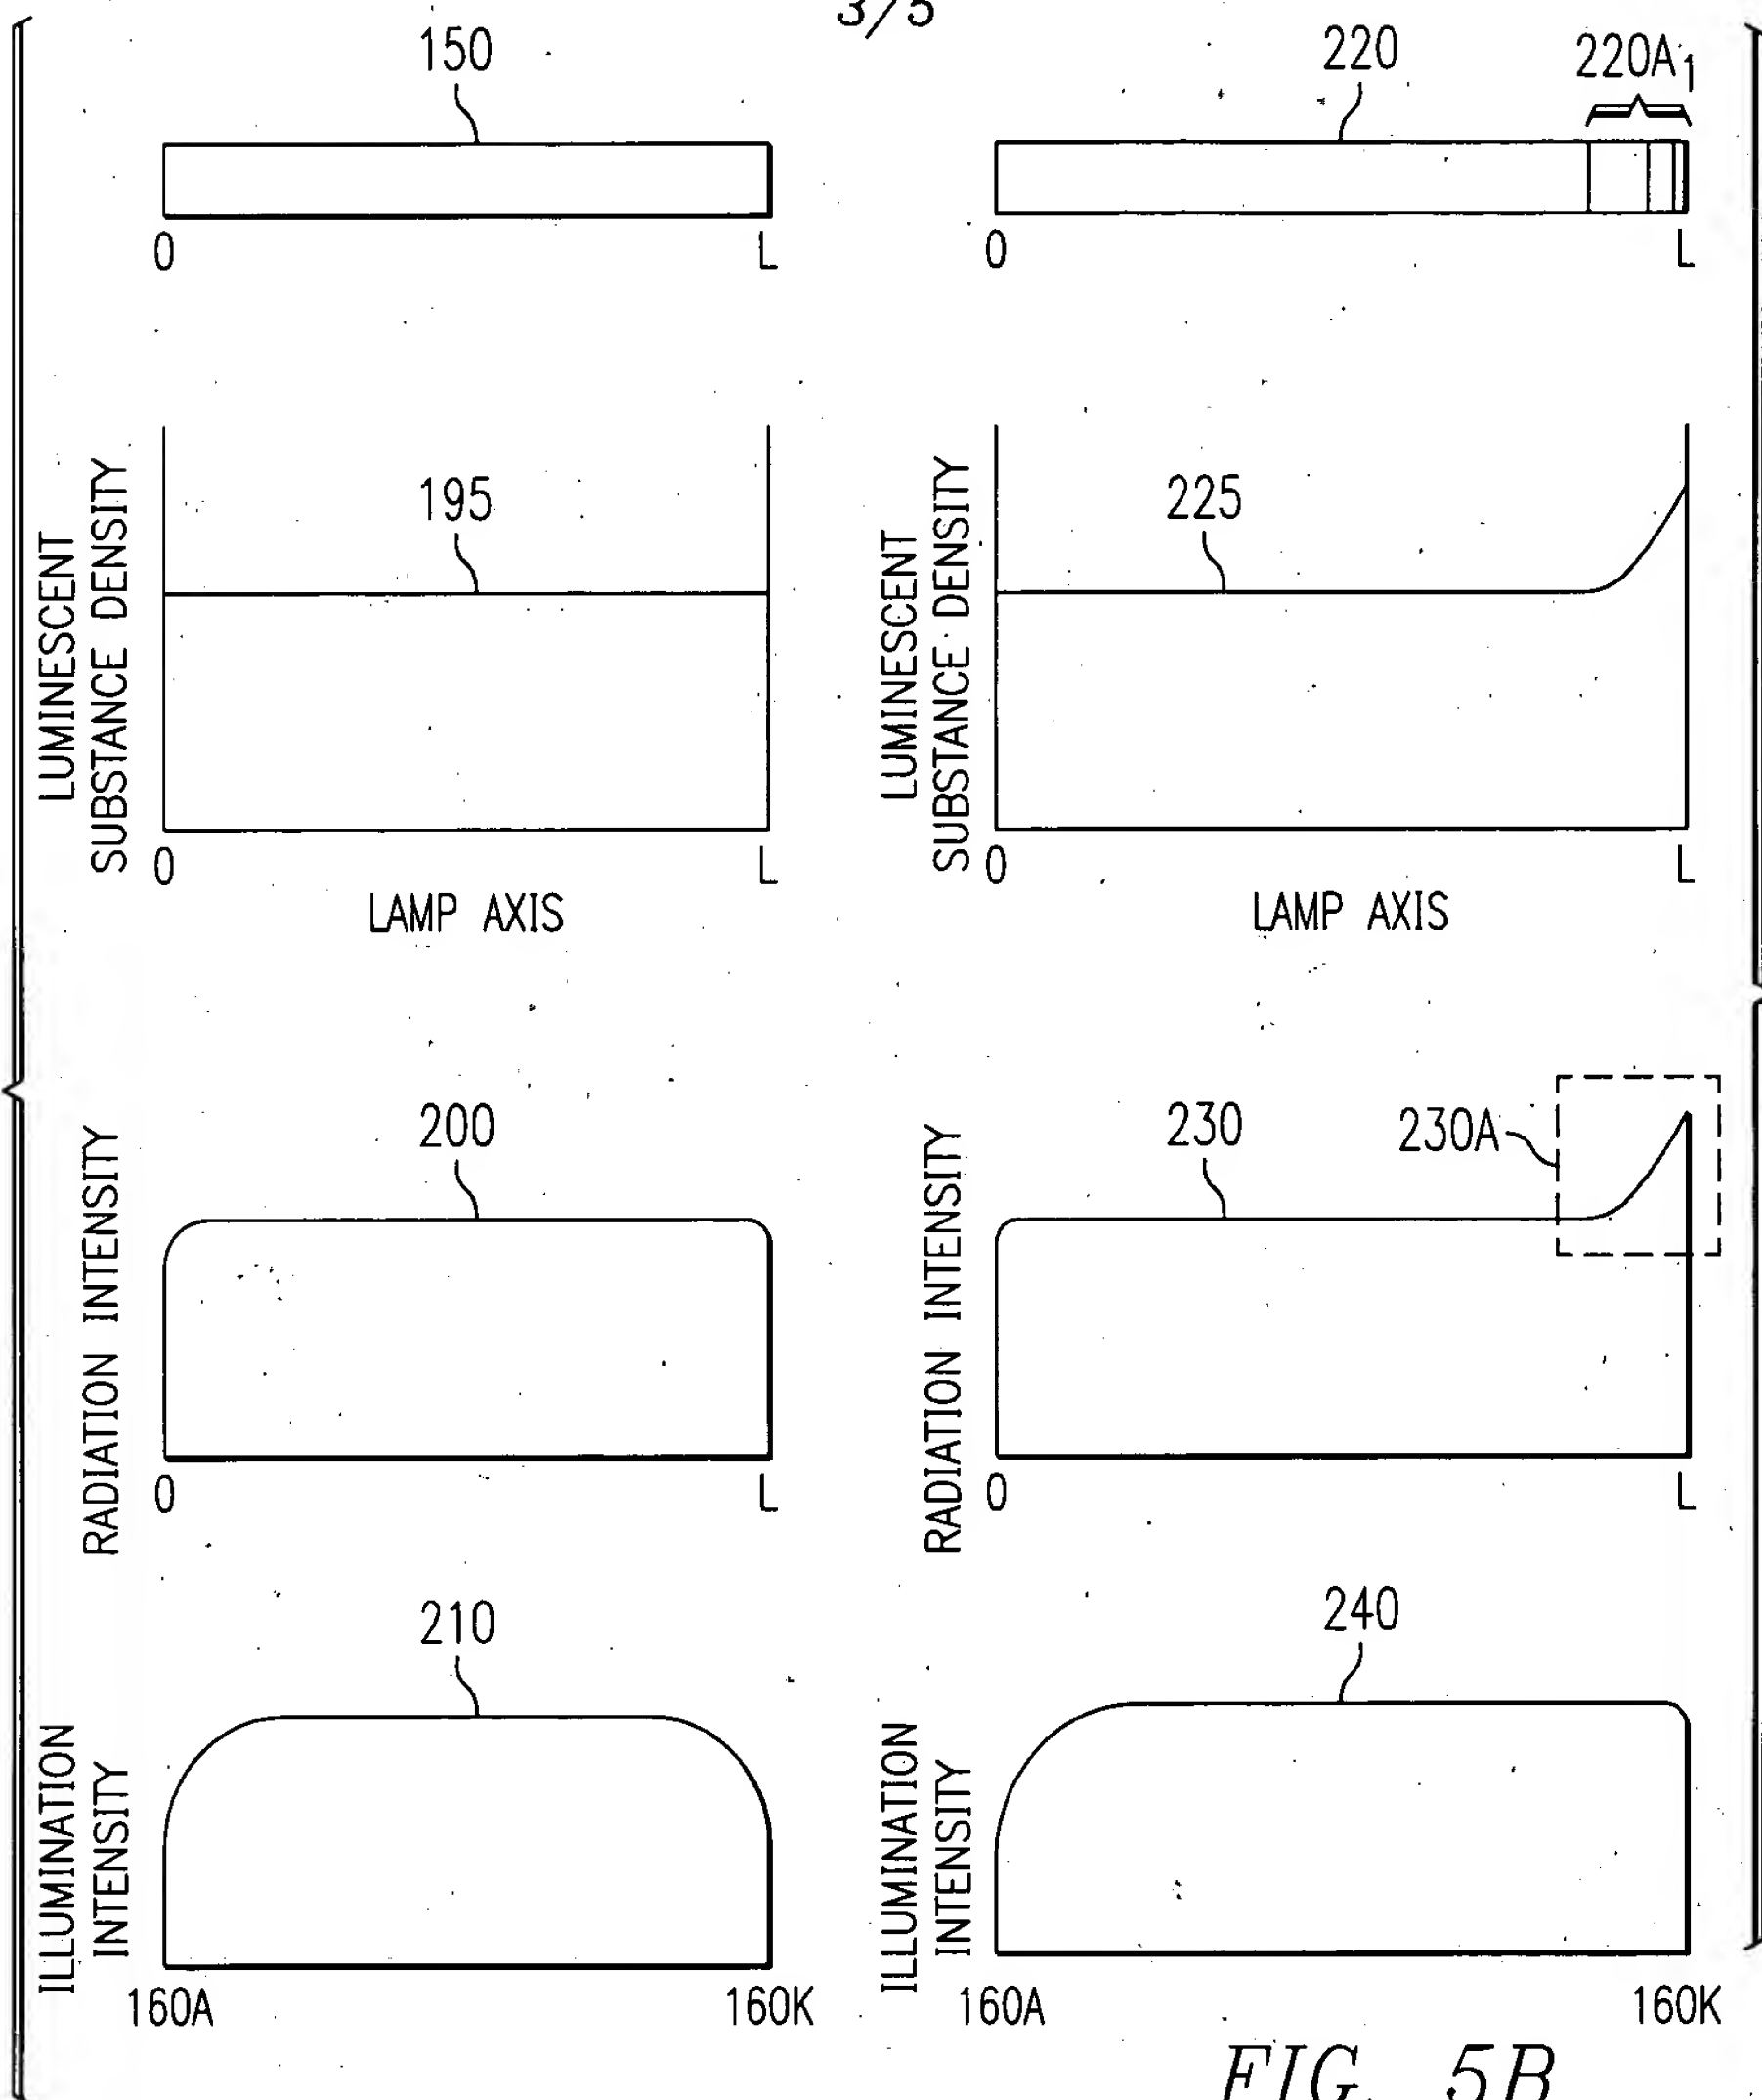 3/5
150
220
220A1
0
L
0
L
LUMINESCENT
SUBSTANCE DENSITY
195
0
L
LAMP AXIS
LUMINESCENT
SUBSTANCE DENSITY
225
0
L
LAMP AXIS
RADIATION INTENSITY
200
0
L
RADIATION INTENSITY
230
230A
0
L
ILLUMINATION
INTENSITY
210
160A
160K
ILLUMINATION
INTENSITY
240
160A
160K
FIG. 5B